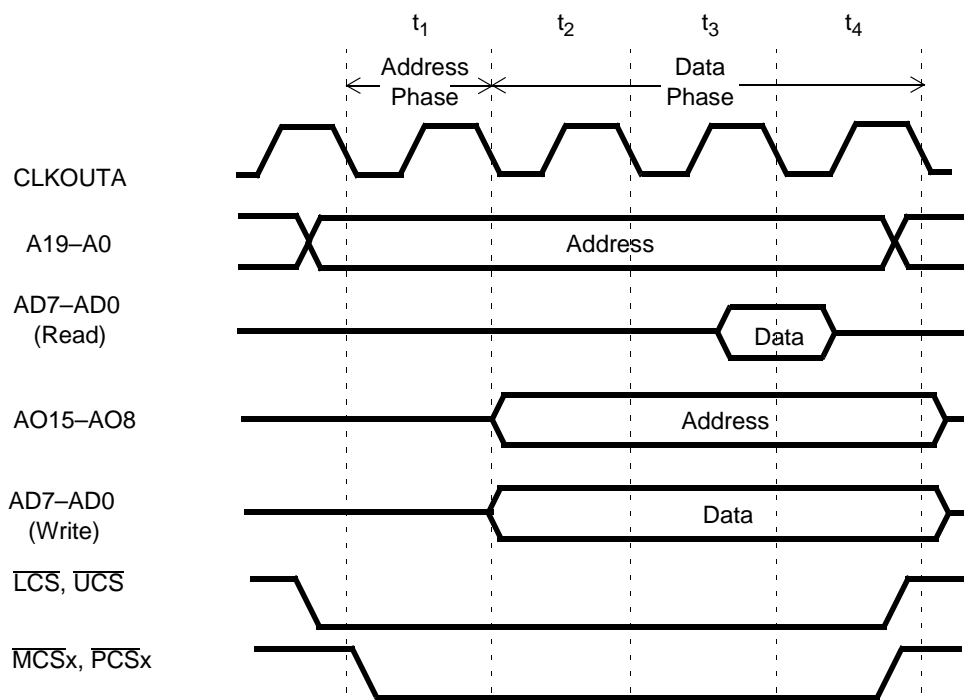 t1 t2 t3 t4
Address Phase
Data Phase
CLKOUTA
A19–A0
Address
AD7–AD0
(Read)
Data
AO15–AO8
Address
AD7–AD0
(Write)
Data
LCS, UCS
MCSx, PCSx